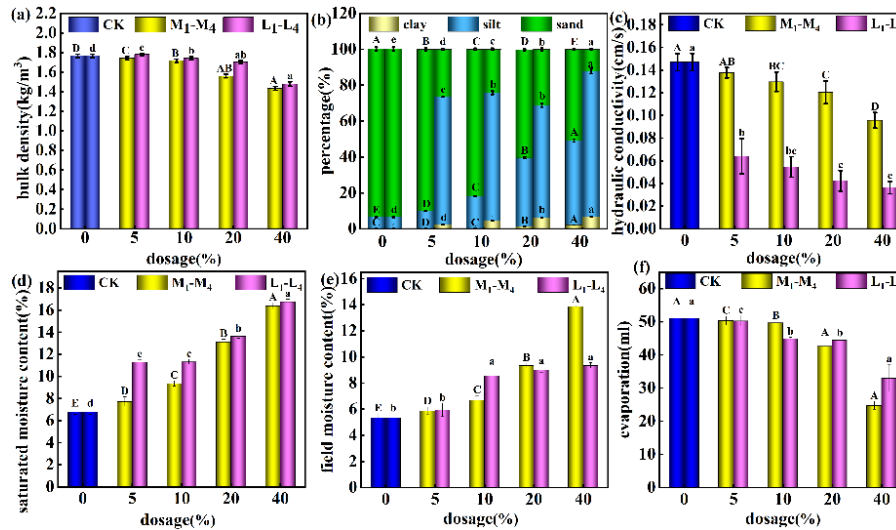 (a) CK M1-M4 L1-L4
bulk density(kg/m³)
2.2
2.0
1.8
1.6
1.4
1.2
1.0
0.8
0.6
0.4
0.2
0.0
D d C c B b AB ab A a
0 5 10 20 40
dosage(%)
(b) clay silt sand
percentage(%)
120
100
80
60
40
20
0
A e B d C c D b E a
c b b a
E d D C B A
C D C B A
d c b a a
0 5 10 20 40
dosage(%)
(c) CK M1-M4 L1-L
hydraulic conductivity(cm/s)
0.20
0.18
0.16
0.14
0.12
0.10
0.08
0.06
0.04
0.02
0.00
A a AB b BC bc C c D c
0 5 10 20 40
dosage(%)
(d) CK M1-M4 L1-L4
saturated moisture content(%)
18
16
14
12
10
8
6
4
2
0
E d D c C c B b A a
0 5 10 20 40
dosage(%)
(e) CK M1-M4 L1-L4
field moisture content(%)
16
14
12
10
8
6
4
2
0
E b D b C a B a A a
0 5 10 20 40
dosage(%)
(f) CK M1-M4 L1-L
evaporation(ml)
60
50
40
30
20
10
0
A a C c B b A b A a
0 5 10 20 40
dosage(%)